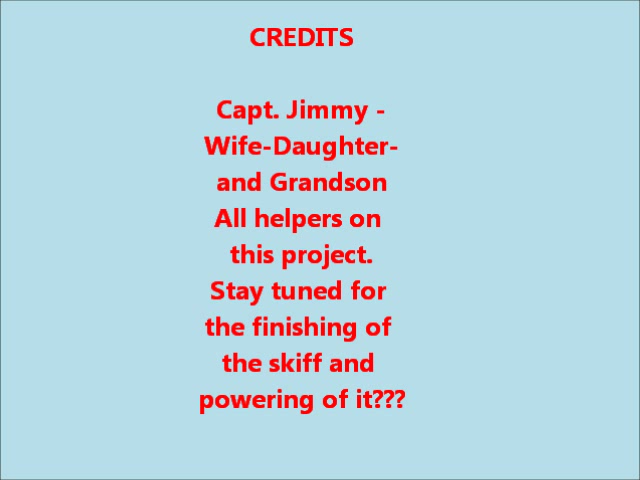 CREDITS
Capt. Jimmy -
Wife-Daughter-
and Grandson
All helpers on
this project.
Stay tuned for
the finishing of
the skiff and
powering of it???